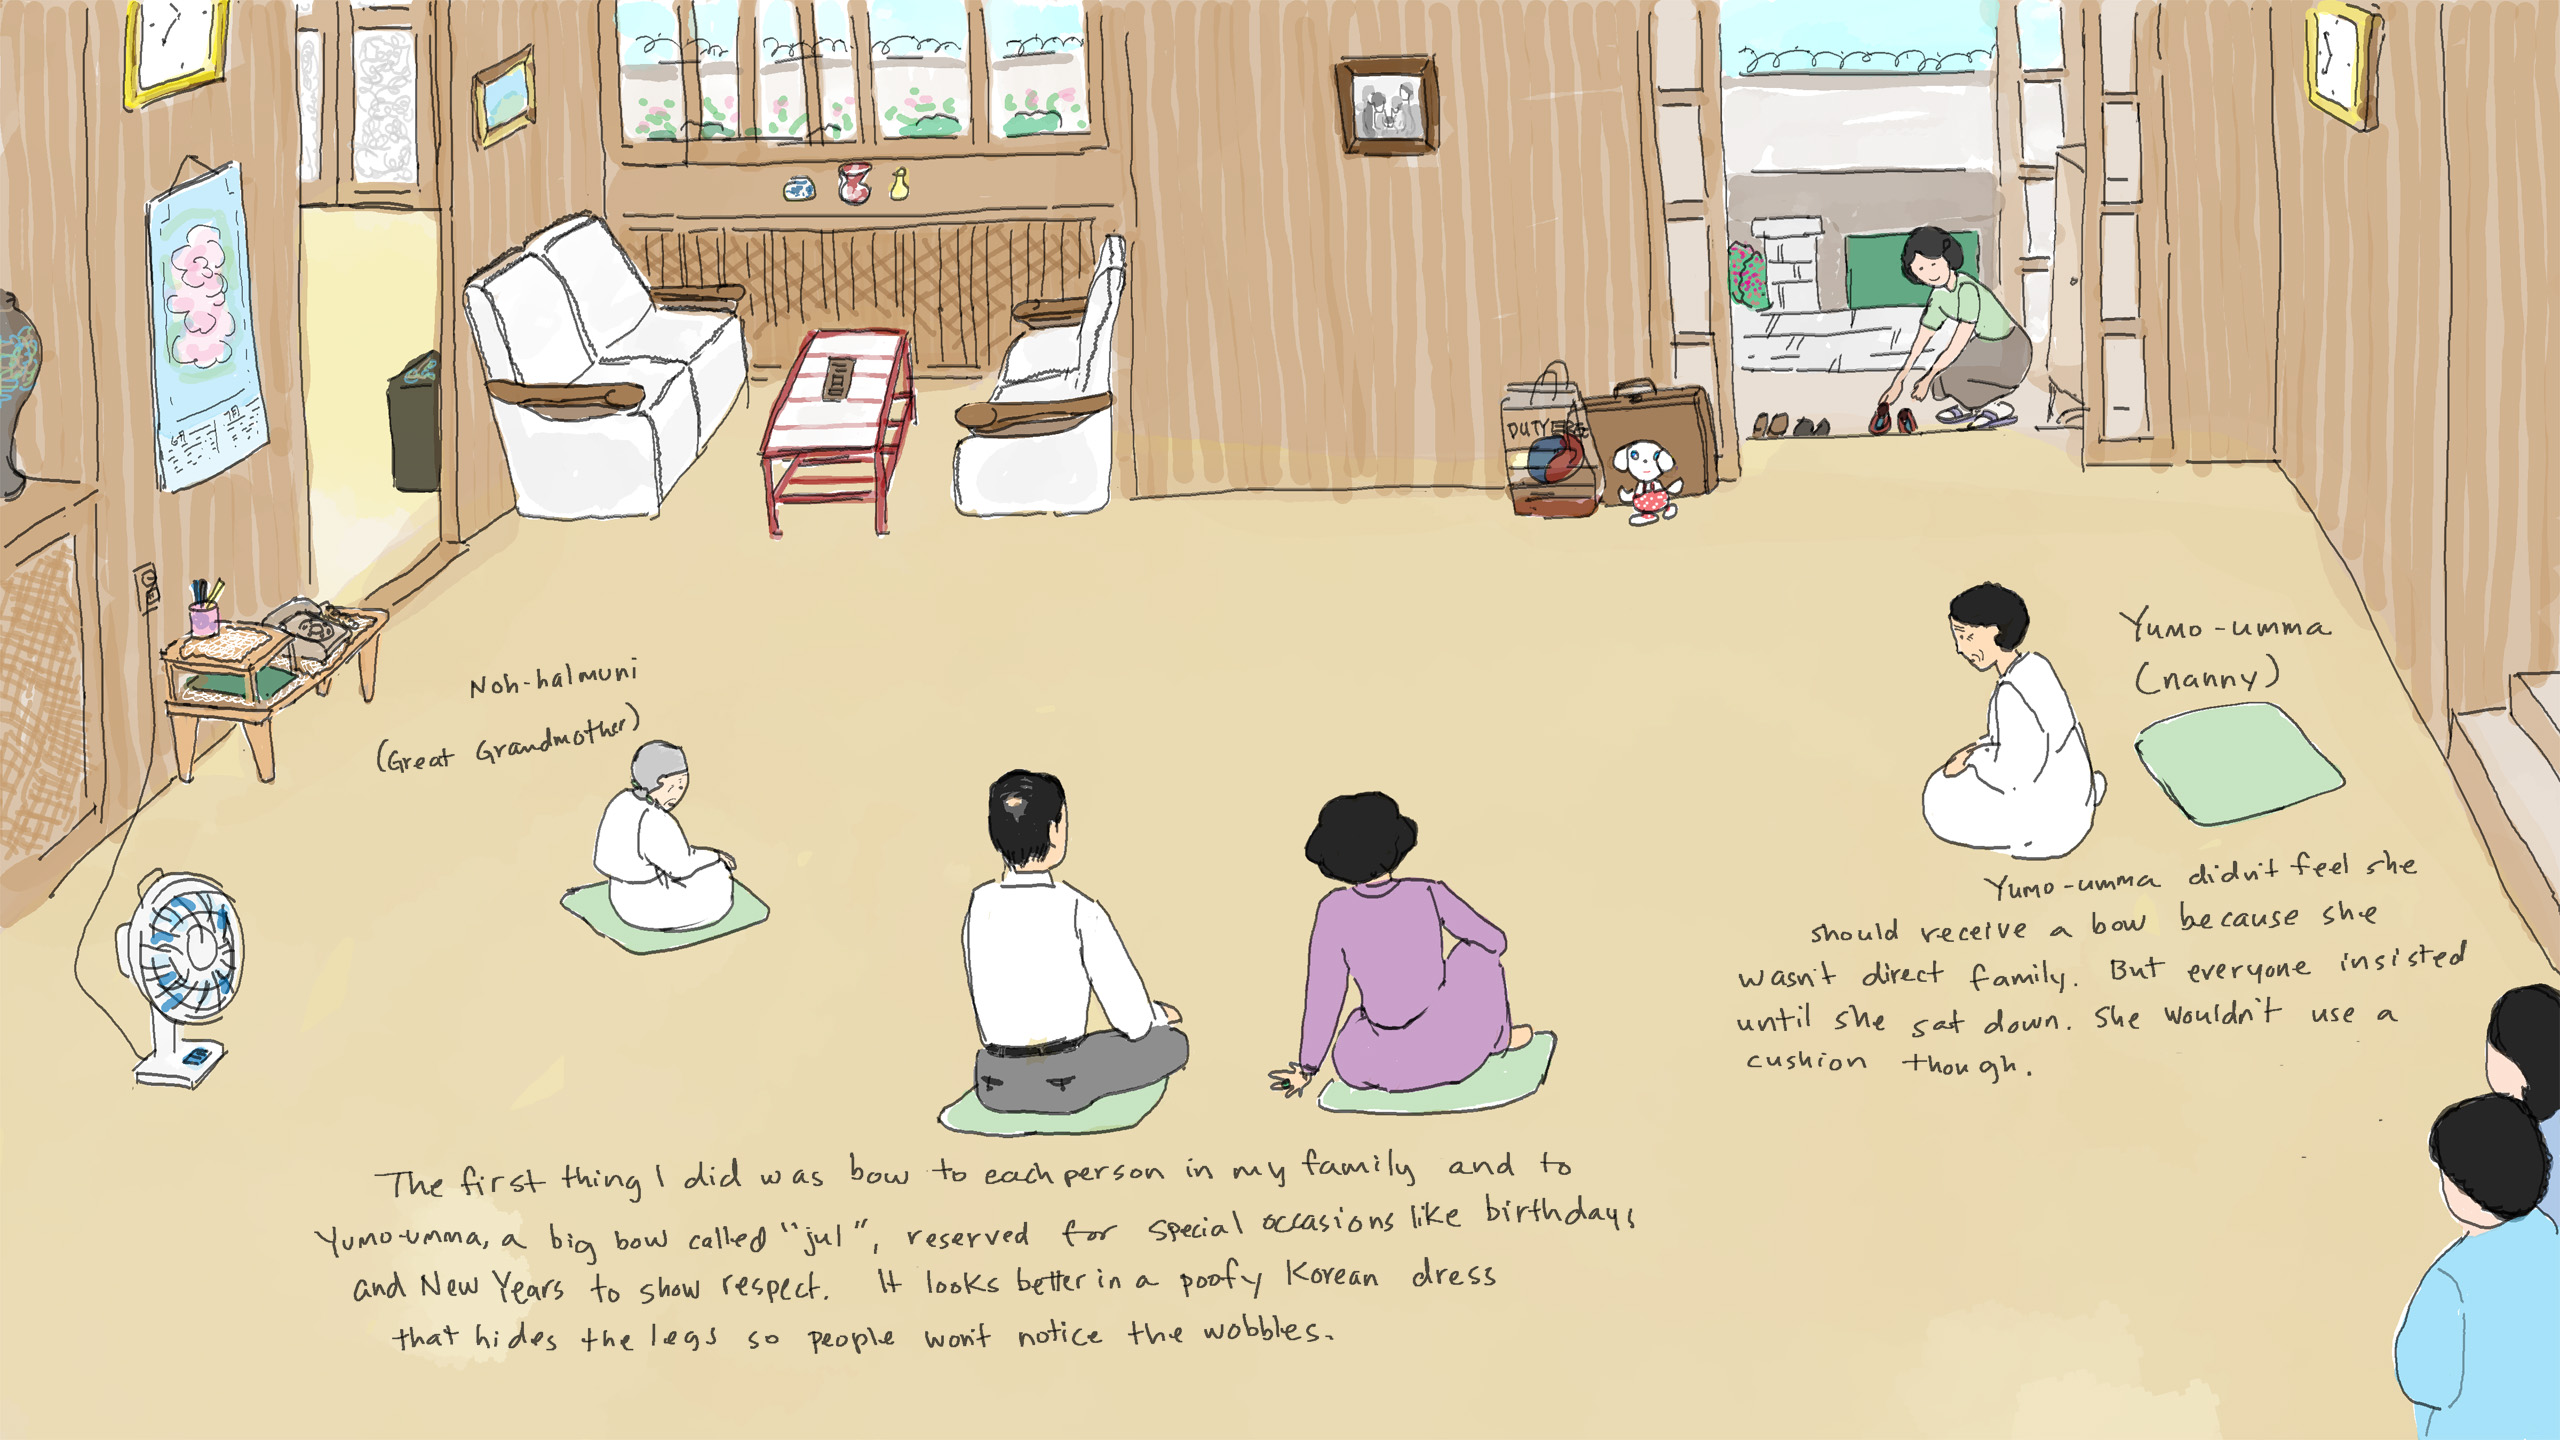 DUTY FREE
6월
7월
Noh-halmuni
(Great Grandmother)
Yumo-umma
(nanny)
Yumo-umma didn't feel she
should receive a bow because she
wasn't direct family. But everyone insisted
until she sat down. She wouldn't use a
cushion though.
The first thing I did was bow to each person in my family and to
Yumo-umma, a big bow called "jul", reserved for special occasions like birthdays
and New Years to show respect. It looks better in a poofy Korean dress
that hides the legs so people won't notice the wobbles.